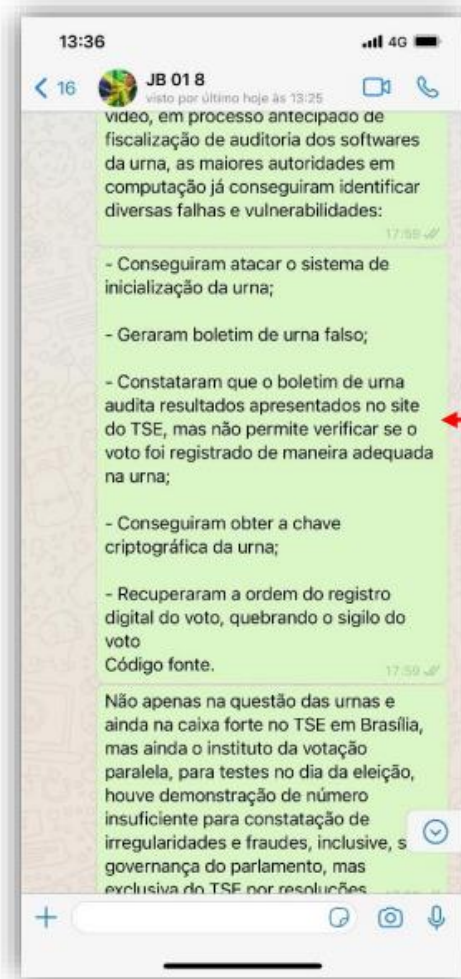 13:36
4G
16
JB 01 8
visto por último hoje às 13:25
vídeo, em processo antecipado de
fiscalização de auditoria dos softwares
da urna, as maiores autoridades em
computação já conseguiram identificar
diversas falhas e vulnerabilidades:
17:59
- Conseguiram atacar o sistema de
inicialização da urna;
- Geraram boletim de urna falso;
- Constataram que o boletim de urna
audita resultados apresentados no site
do TSE, mas não permite verificar se o
voto foi registrado de maneira adequada
na urna;
- Conseguiram obter a chave
criptográfica da urna;
- Recuperaram a ordem do registro
digital do voto, quebrando o sigilo do
voto
Código fonte.
17:59
Não apenas na questão das urnas e
ainda na caixa forte no TSE em Brasília,
mas ainda o instituto da votação
paralela, para testes no dia da eleição,
houve demonstração de número
insuficiente para constatação de
irregularidades e fraudes, inclusive, s
governança do parlamento, mas
exclusiva do TSE por resoluções